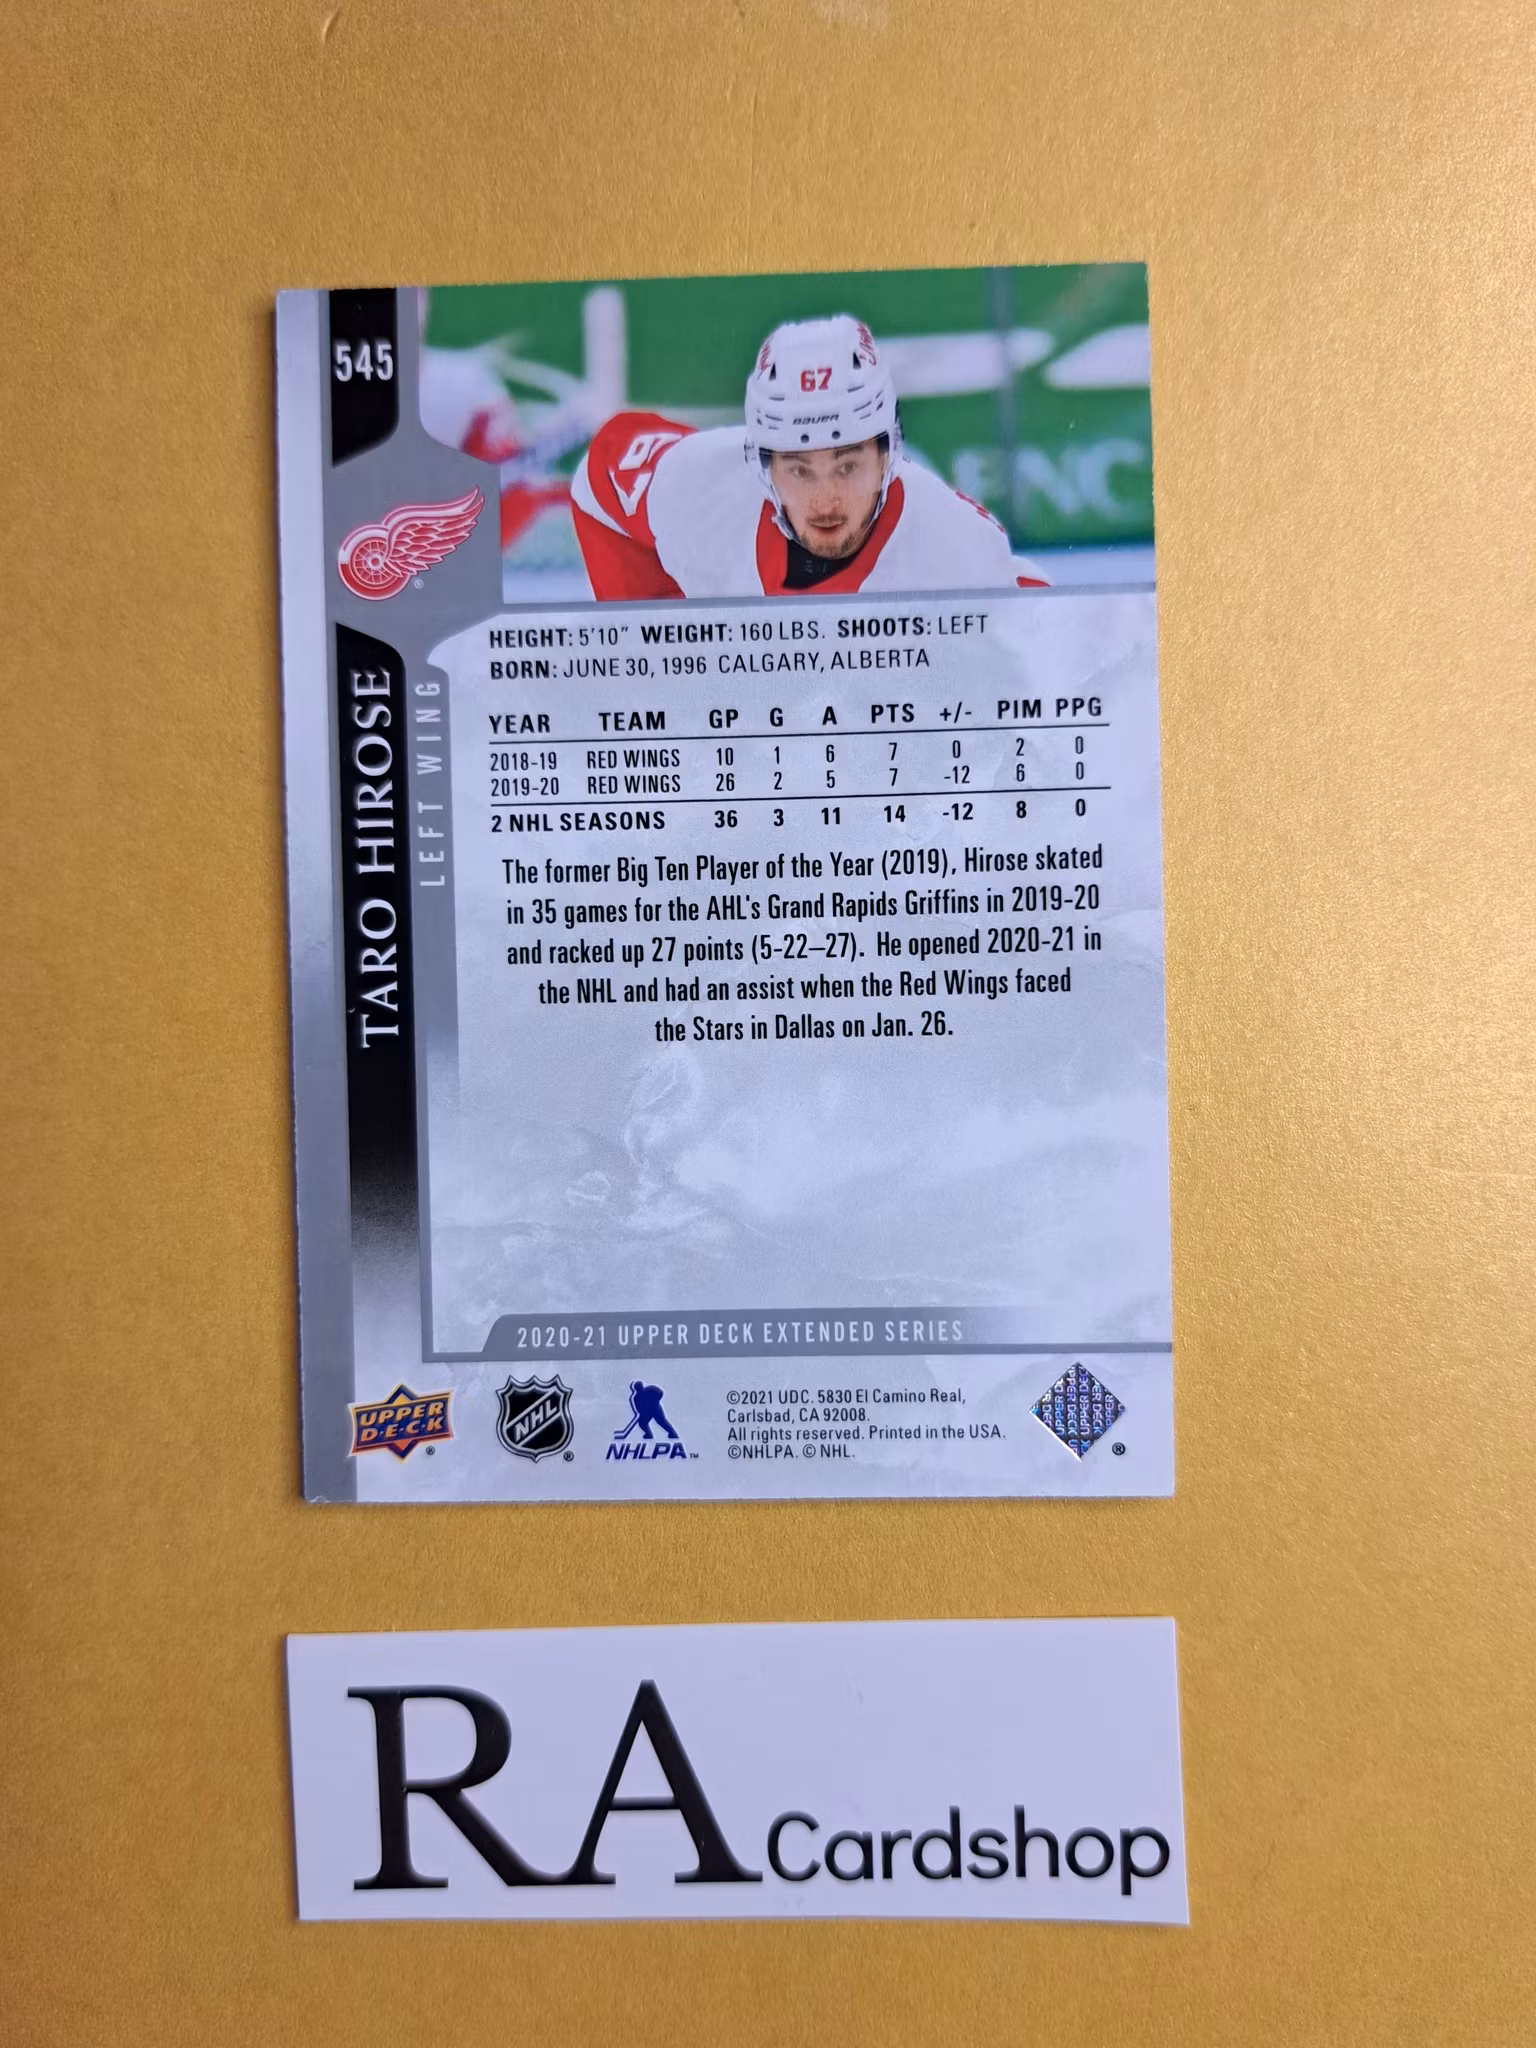 545
67
BAUER
67
TARO HIROSE
LEFT WING
HEIGHT: 5'10" WEIGHT: 160 LBS. SHOOTS: LEFT
BORN: JUNE 30, 1996 CALGARY, ALBERTA
YEAR TEAM GP G A PTS +/- PIM PPG
2018-19 RED WINGS 10 1 6 7 0 2 0
2019-20 RED WINGS 26 2 5 7 -12 6 0
2 NHL SEASONS 36 3 11 14 -12 8 0
The former Big Ten Player of the Year (2019), Hirose skated
in 35 games for the AHL's Grand Rapids Griffins in 2019-20
and racked up 27 points (5-22–27). He opened 2020-21 in
the NHL and had an assist when the Red Wings faced
the Stars in Dallas on Jan. 26.
2020-21 UPPER DECK EXTENDED SERIES
UPPER
DECK ®
NHL ®
NHLPA ™
©2021 UDC. 5830 El Camino Real,
Carlsbad, CA 92008.
All rights reserved. Printed in the USA.
©NHLPA. © NHL.
®
RA Cardshop